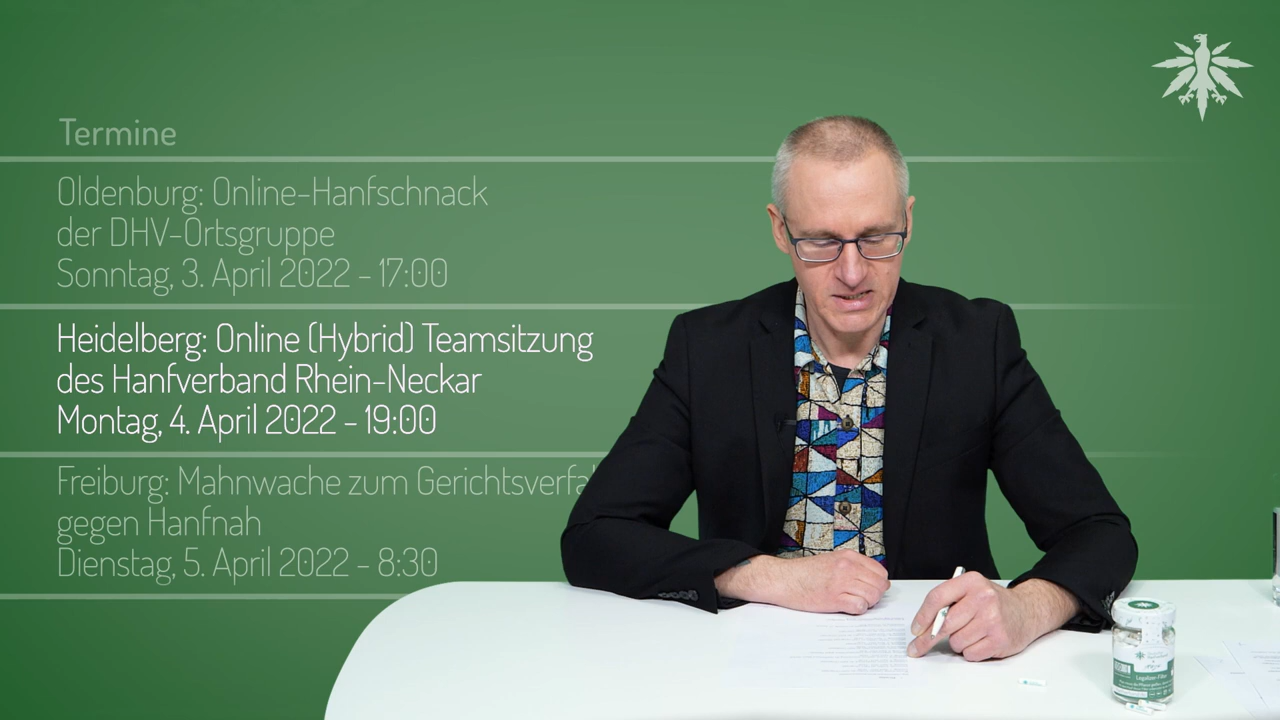 Termine
Oldenburg: Online-Hanfschnack
der DHV-Ortsgruppe
Sonntag, 3. April 2022 - 17:00
Heidelberg: Online (Hybrid) Teamsitzung
des Hanfverband Rhein-Neckar
Montag, 4. April 2022 - 19:00
Freiburg: Mahnwache zum
gegen Hanfnah
Dienstag, 5. April 2022 - 8:30